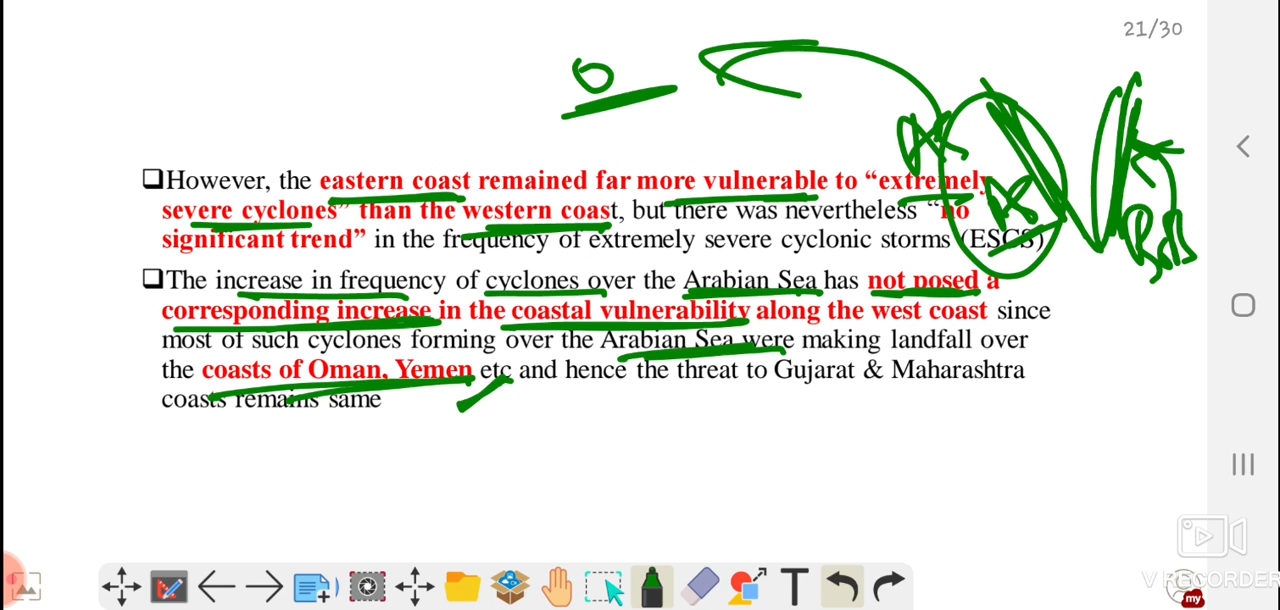 21/30
O
❑However, the eastern coast remained far more vulnerable to “extremely
severe cyclones” than the western coast, but there was nevertheless “no
significant trend” in the frequency of extremely severe cyclonic storms (ESCS)
❑The increase in frequency of cyclones over the Arabian Sea has not posed a
corresponding increase in the coastal vulnerability along the west coast since
most of such cyclones forming over the Arabian Sea were making landfall over
the coasts of Oman, Yemen etc and hence the threat to Gujarat & Maharashtra
coasts remains same
AS
BoB
T
V RECORDER
my